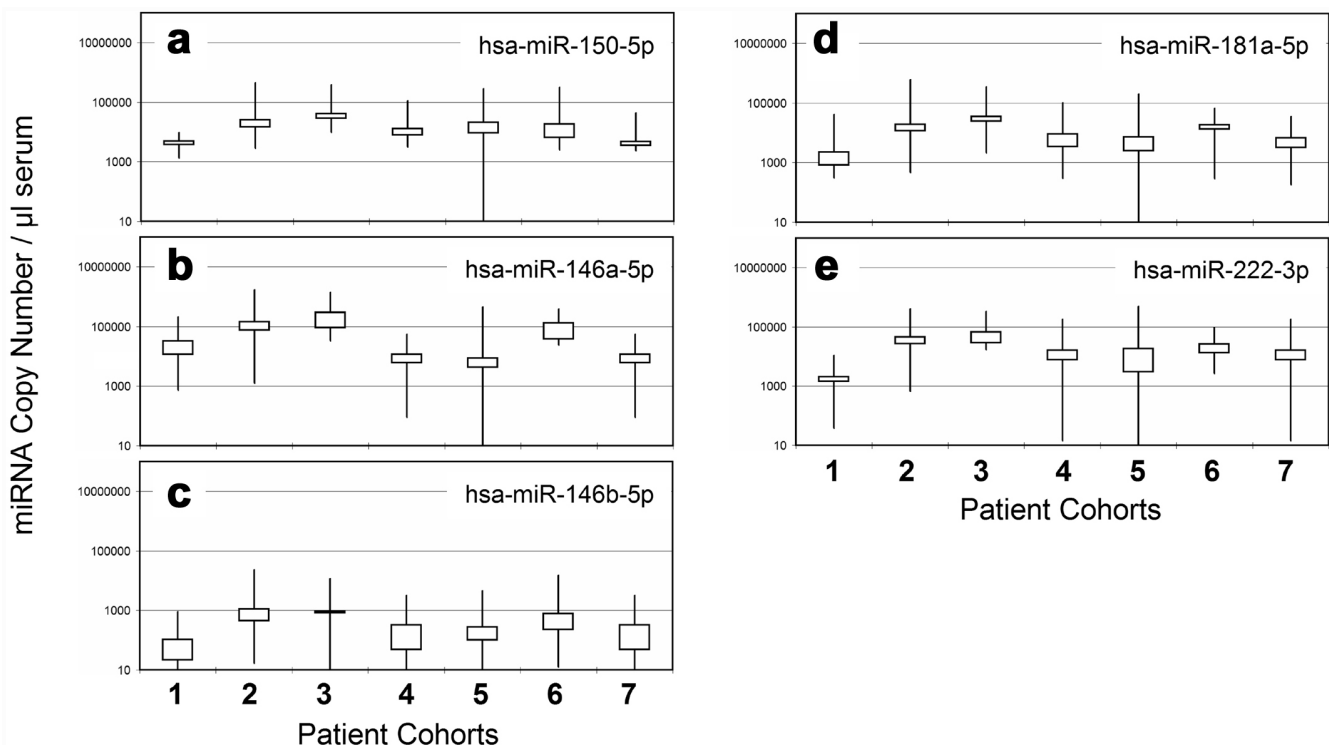 miRNA Copy Number / µl serum
a
hsa-miR-150-5p
10000000
100000
1000
10
b
hsa-miR-146a-5p
10000000
100000
1000
10
c
hsa-miR-146b-5p
10000000
100000
1000
10
1 2 3 4 5 6 7
Patient Cohorts
d
hsa-miR-181a-5p
10000000
100000
1000
10
e
hsa-miR-222-3p
10000000
100000
1000
10
1 2 3 4 5 6 7
Patient Cohorts